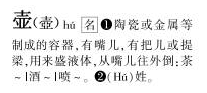 壶(壺) hú 名 ❶陶瓷或金属等
制成的容器,有嘴儿,有把儿或提
梁,用来盛液体,从嘴儿往外倒:茶
~|酒~|喷~。❷(Hú)姓。